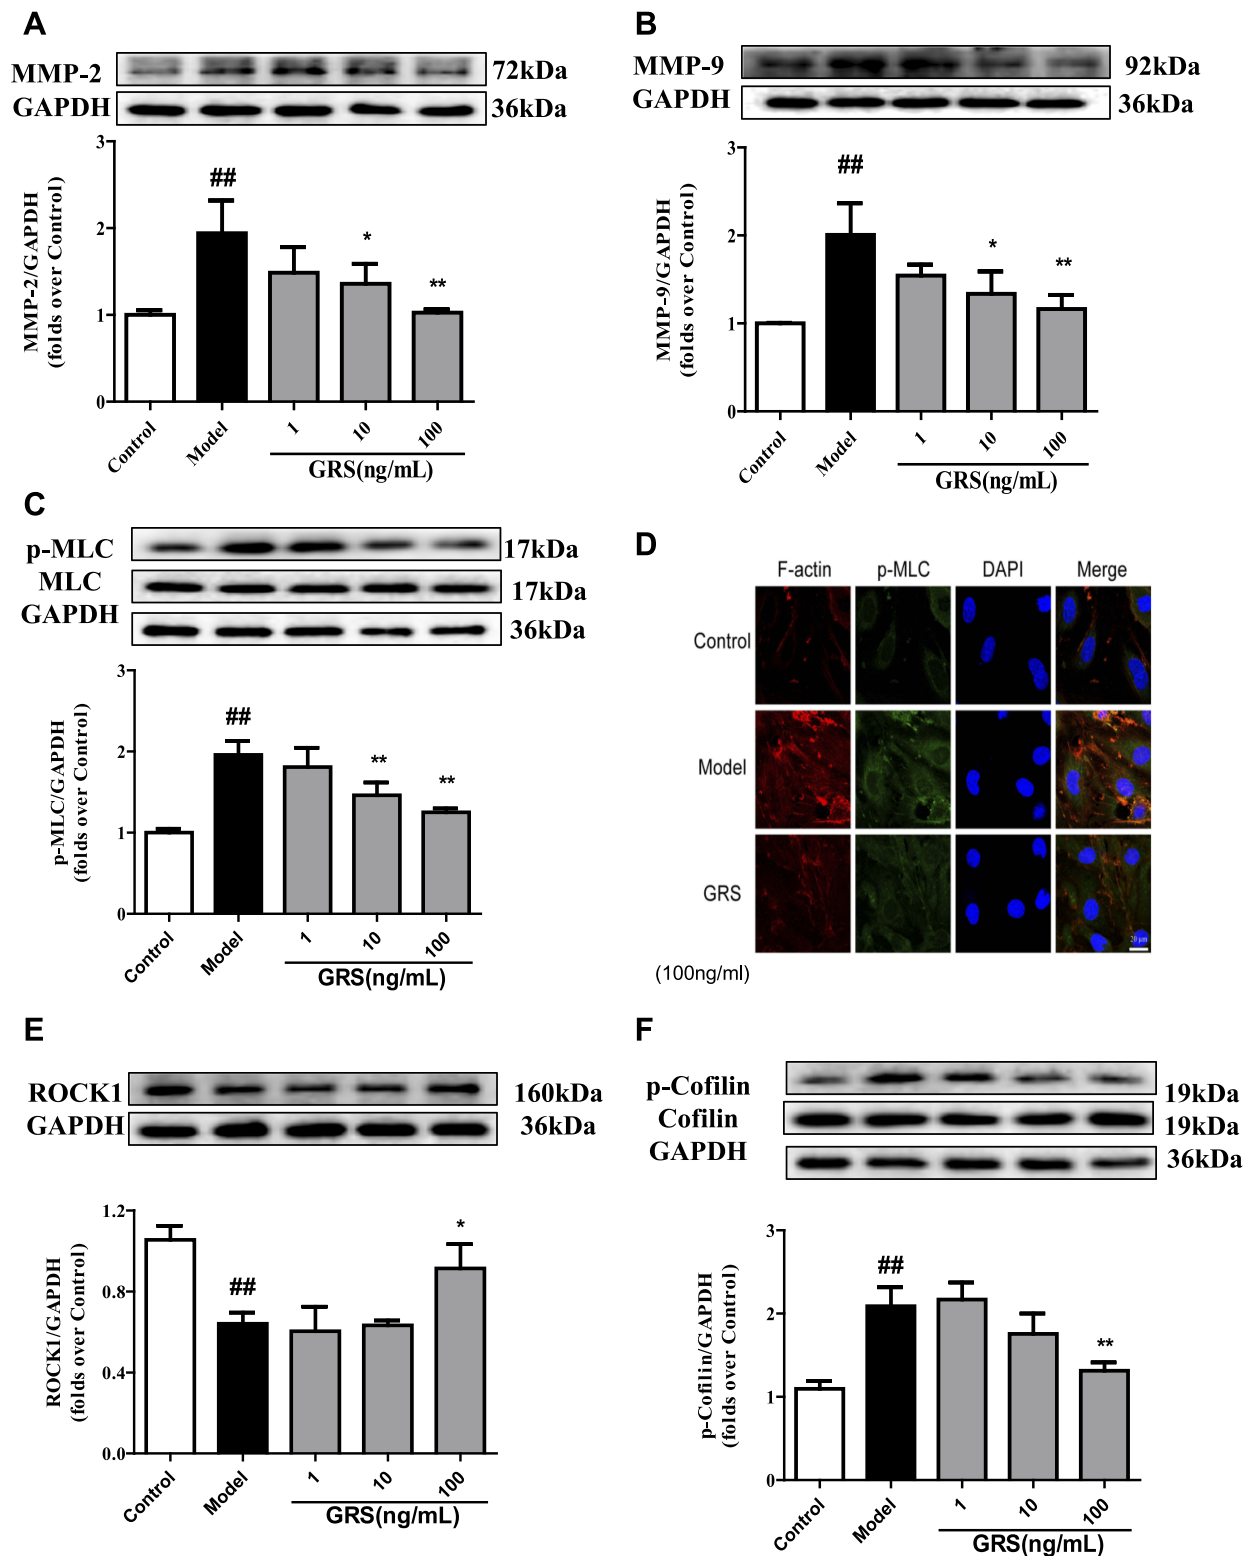 A
MMP-2
72kDa
GAPDH
36kDa
MMP-2/GAPDH
(folds over Control)
3
2
1
0
##
*
**
Control
Model
1
10
100
GRS(ng/mL)
B
MMP-9
92kDa
GAPDH
36kDa
MMP-9/GAPDH
(folds over Control)
3
2
1
0
##
*
**
Control
Model
1
10
100
GRS(ng/mL)
C
p-MLC
17kDa
MLC
17kDa
GAPDH
36kDa
p-MLC/GAPDH
(folds over Control)
3
2
1
0
##
**
**
Control
Model
1
10
100
GRS(ng/mL)
D
F-actin
p-MLC
DAPI
Merge
Control
Model
GRS
20 μm
(100ng/ml)
E
ROCK1
160kDa
GAPDH
36kDa
ROCK1/GAPDH
(folds over Control)
1.2
0.8
0.4
0.0
##
*
Control
Model
1
10
100
GRS(ng/mL)
F
p-Cofilin
19kDa
Cofilin
19kDa
GAPDH
36kDa
p-Cofilin/GAPDH
(folds over Control)
3
2
1
0
##
**
Control
Model
1
10
100
GRS(ng/mL)